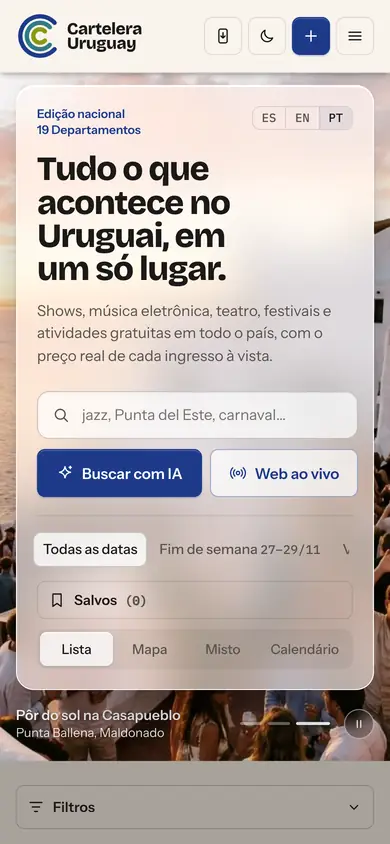 Cartelera
Uruguay
Edição nacional
19 Departamentos
ES EN PT
Tudo o que
acontece no
Uruguai, em
um só lugar.
Shows, música eletrônica, teatro, festivais e
atividades gratuitas em todo o país, com o
preço real de cada ingresso à vista.
jazz, Punta del Este, carnaval...
Buscar com IA
Web ao vivo
Todas as datas
Fim de semana 27–29/11
Salvos (0)
Lista
Mapa
Misto
Calendário
Pôr do sol na Casapueblo
Punta Ballena, Maldonado
Filtros